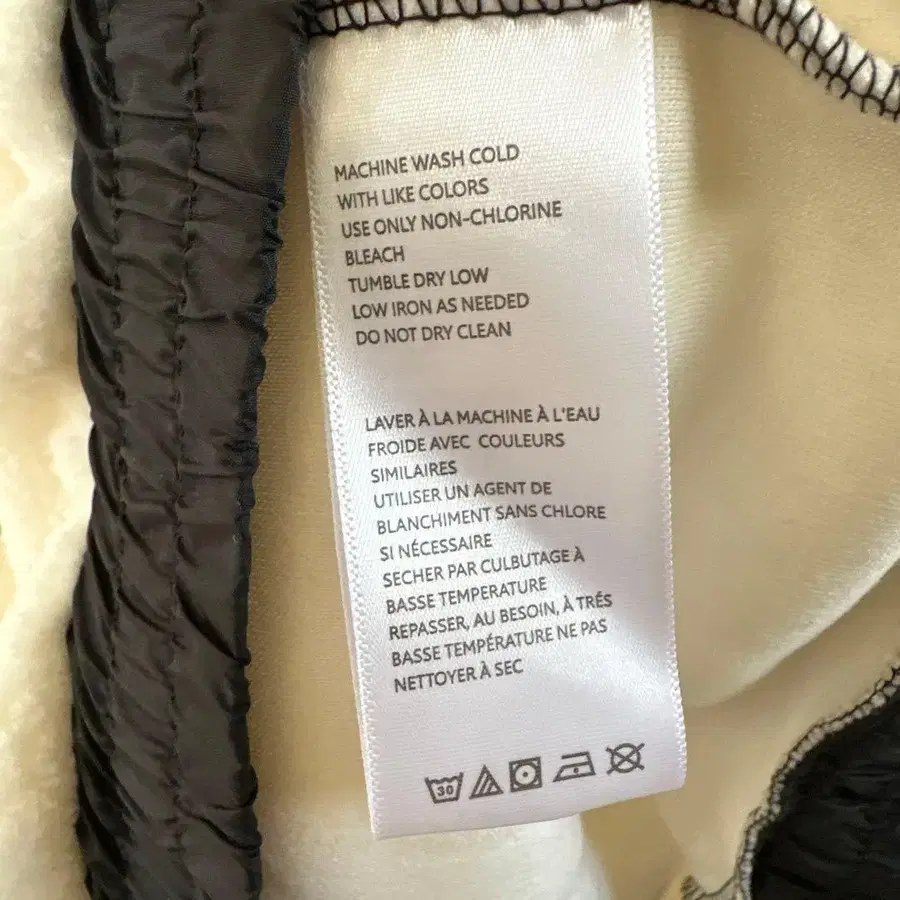 MACHINE WASH COLD
WITH LIKE COLORS
USE ONLY NON-CHLORINE
BLEACH
TUMBLE DRY LOW
LOW IRON AS NEEDED
DO NOT DRY CLEAN
LAVER À LA MACHINE À L'EAU
FROIDE AVEC COULEURS
SIMILAIRES
UTILISER UN AGENT DE
BLANCHIMENT SANS CHLORE
SI NÉCESSAIRE
SECHER PAR CULBUTAGE À
BASSE TEMPERATURE
REPASSER, AU BESOIN, À TRÉS
BASSE TEMPÉRATURE NE PAS
NETTOYER À SEC
30